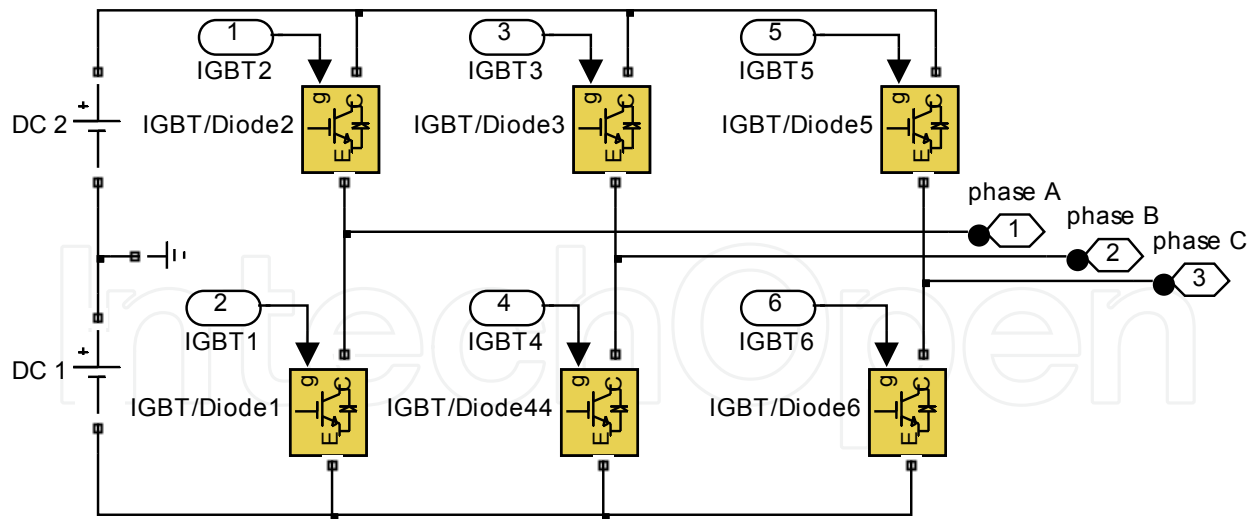 1
IGBT2
3
IGBT3
5
IGBT5
g
C
E
IGBT/Diode2
g
C
E
IGBT/Diode3
g
C
E
IGBT/Diode5
+
DC 2
phase A
1
phase B
2
phase C
3
2
IGBT1
4
IGBT4
6
IGBT6
+
DC 1
g
C
E
IGBT/Diode1
g
C
E
IGBT/Diode44
g
C
E
IGBT/Diode6
IntechOpen